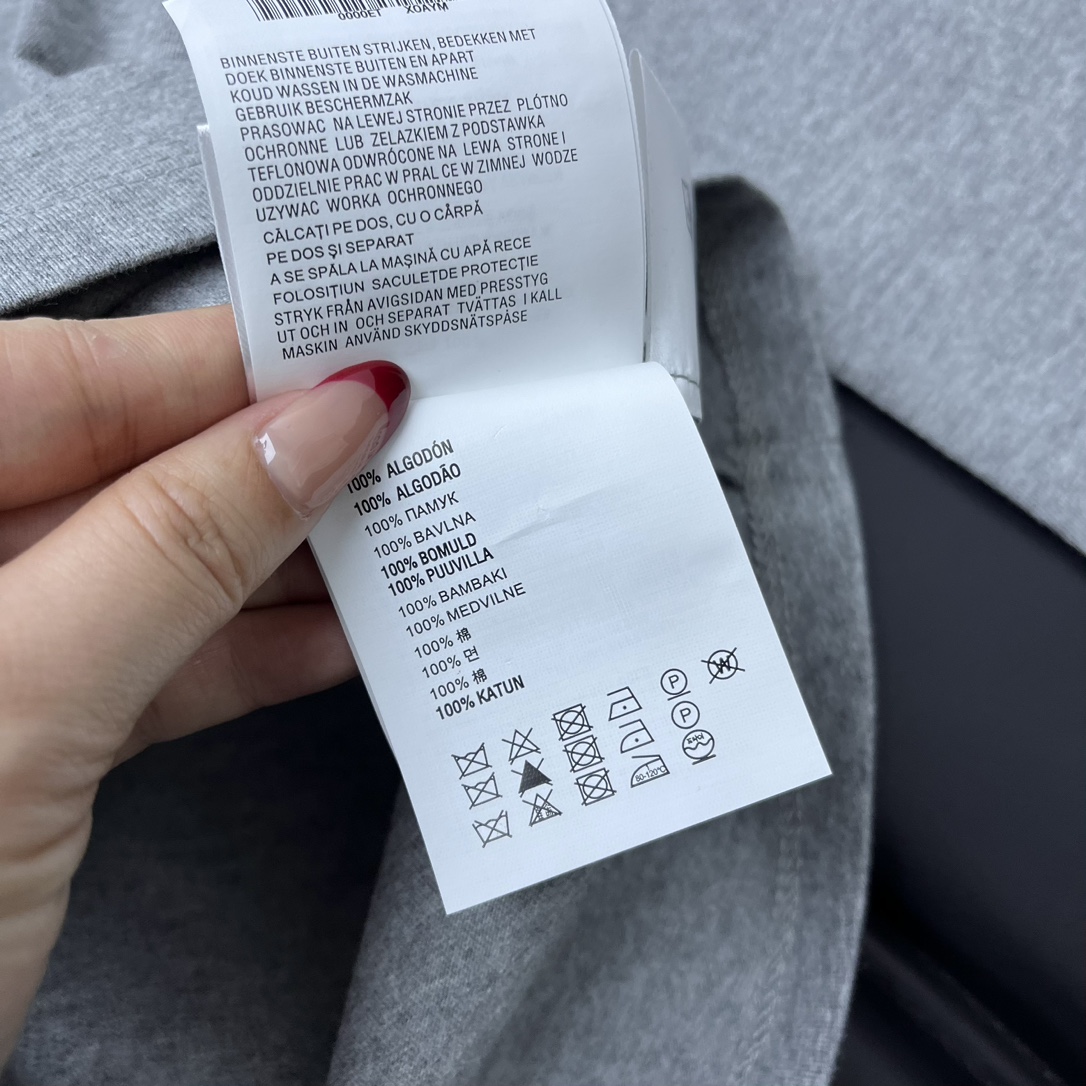 0000E1 XOAYM
BINNENSTE BUITEN STRIJKEN, BEDEKKEN MET
DOEK BINNENSTE BUITEN EN APART
KOUD WASSEN IN DE WASMACHINE
GEBRUIK BESCHERMZAK
PRASOWAC NA LEWEJ STRONIE PRZEZ PLÓTNO
OCHRONNE LUB ZELAZKIEM Z PODSTAWKA
TEFLONOWA ODWRÓCONE NA LEWA STRONE I
ODDZIELNIE PRAC W PRAL CE W ZIMNEJ WODZE
UZYWAC WORKA OCHRONNEGO
CĂLCAȚI PE DOS, CU O CÂRPĂ
PE DOS ȘI SEPARAT
A SE SPĂLA LA MAȘINĂ CU APĂ RECE
FOLOSIȚIUN SACULEȚDE PROTECȚIE
STRYK FRÅN AVIGSIDAN MED PRESSTYG
UT OCH IN OCH SEPARAT TVÄTTAS I KALL
MASKIN ANVÄND SKYDDSNÄTSPÅSE
100% ALGODÓN
100% ALGODÃO
100% ПАМУК
100% BAVLNA
100% BOMULD
100% PUUVILLA
100% BAMBAKI
100% MEDVILNE
100% 棉
100% 면
100% 棉
100% KATUN
P W
P
80-120°C